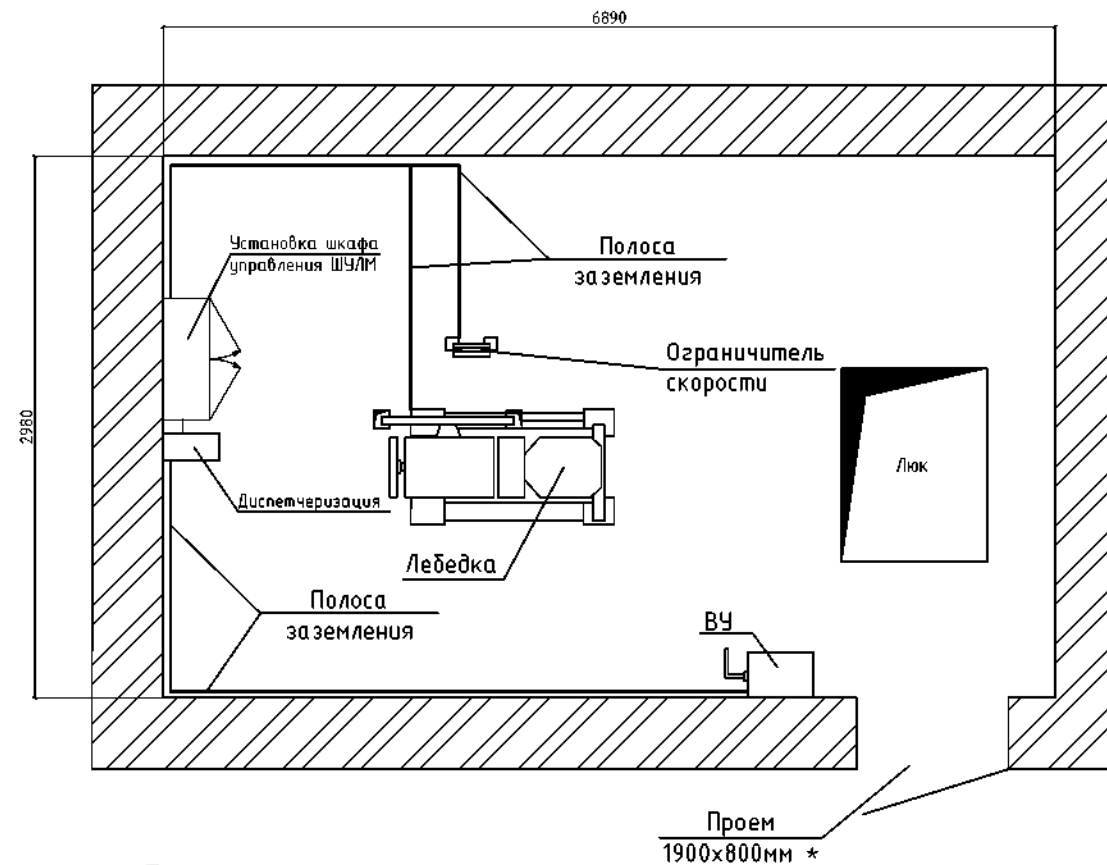 6890
Установка шкафа
управления ШУЛМ
Полоса
заземления
Ограничитель
скорости
2980
Люк
Диспетчеризация
Лебедка
Полоса
заземления
ВУ
Проем
1900х800мм *